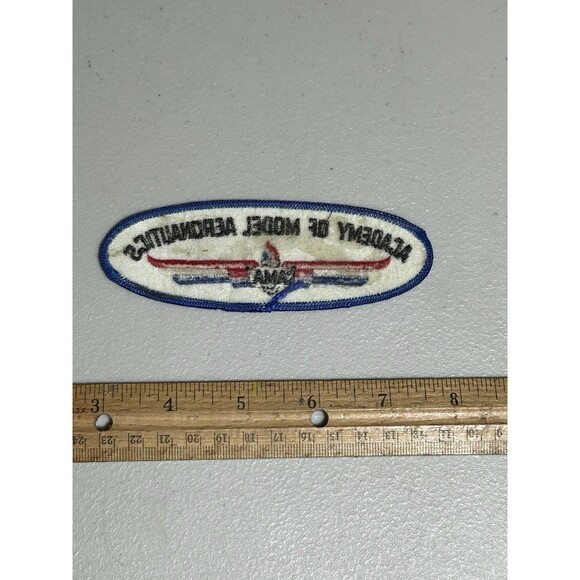 ACADEMY OF MODEL AERONAUTICS
AMA
3 4 5 6 7 8
24 23 22 21 20 19 18 17 16 15 14 13 12 11 10 9